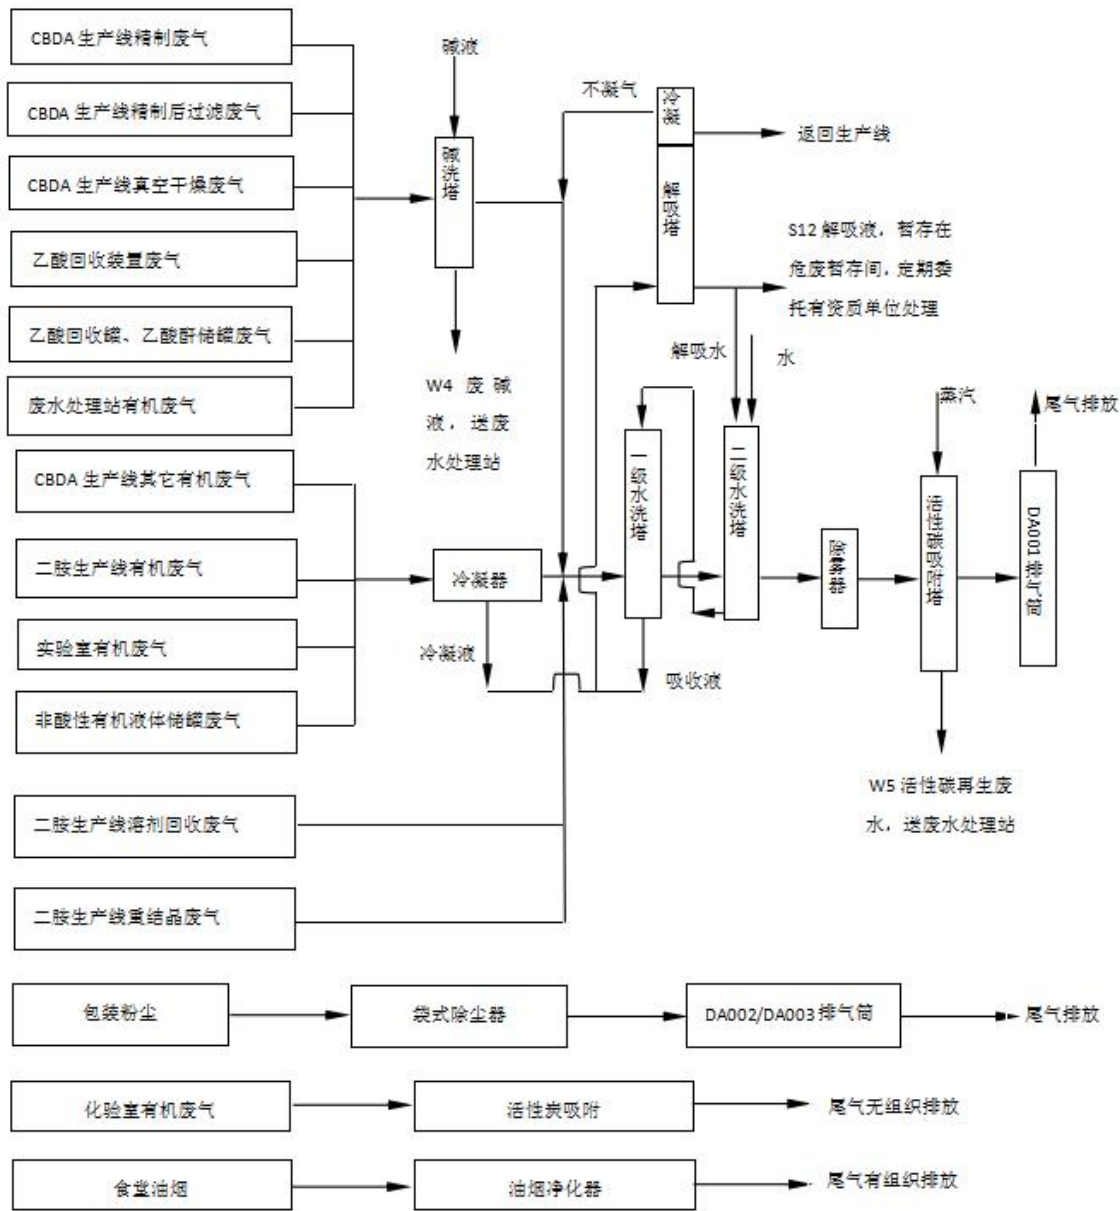 CBDA 生产线精制废气
CBDA 生产线精制后过滤废气
CBDA 生产线真空干燥废气
乙酸回收装置废气
乙酸回收罐、乙酸酐储罐废气
废水处理站有机废气
CBDA 生产线其它有机废气
二胺生产线有机废气
实验室有机废气
非酸性有机液体储罐废气
二胺生产线溶剂回收废气
二胺生产线重结晶废气
碱液
碱洗塔
W4 废 碱
液，送废
水处理站
冷凝器
冷凝液
不凝气
冷凝
解吸塔
返回生产线
S12 解吸液，暂存在
危废暂存间，定期委
托有资质单位处理
解吸水
水
一级水洗塔
二级水洗塔
吸收液
除雾器
蒸汽
活性碳吸附塔
W5 活性碳再生废
水，送废水处理站
DA001 排扩筒
尾气排放
包装粉尘
袋式除尘器
DA002/DA003 排气筒
尾气排放
化验室有机废气
活性炭吸附
尾气无组织排放
食堂油烟
油烟净化器
尾气有组织排放